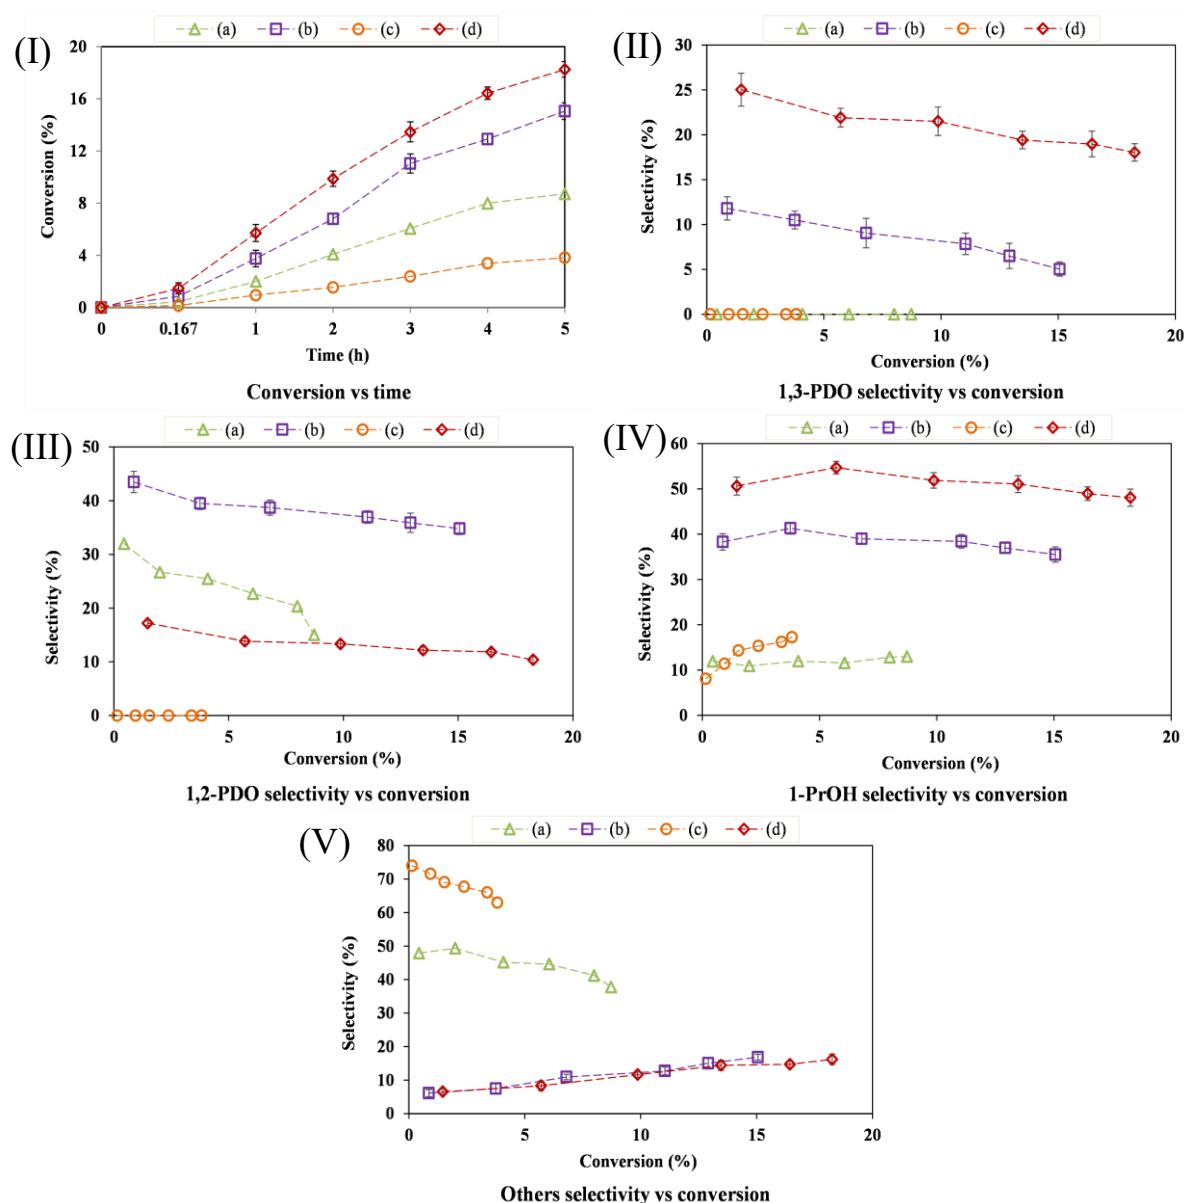 (I)
(a) (b) (c) (d)
20
16
12
8
4
0
Conversion (%)
0 0.167 1 2 3 4 5
Time (h)
Conversion vs time
(II)
(a) (b) (c) (d)
30
25
20
15
10
5
0
Selectivity (%)
0 5 10 15 20
Conversion (%)
1,3-PDO selectivity vs conversion
(III)
(a) (b) (c) (d)
50
40
30
20
10
0
Selectivity (%)
0 5 10 15 20
Conversion (%)
1,2-PDO selectivity vs conversion
(IV)
(a) (b) (c) (d)
60
50
40
30
20
10
0
Selectivity (%)
0 5 10 15 20
Conversion (%)
1-PrOH selectivity vs conversion
(V)
(a) (b) (c) (d)
80
70
60
50
40
30
20
10
0
Selectivity (%)
0 5 10 15 20
Conversion (%)
Others selectivity vs conversion